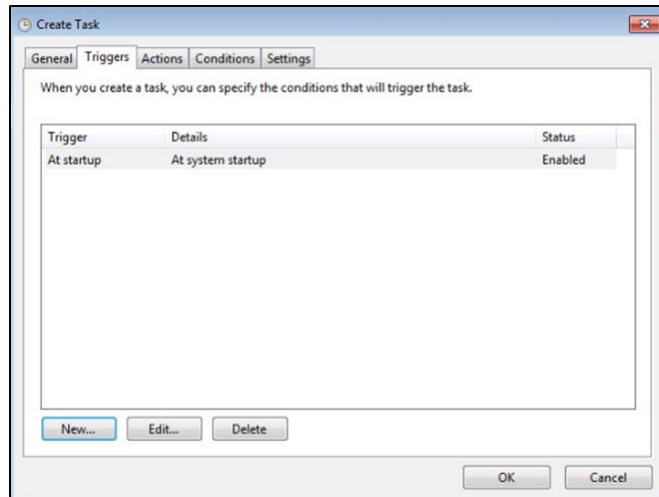 Create Task
General Triggers Actions Conditions Settings
When you create a task, you can specify the conditions that will trigger the task.
Trigger Details Status
At startup At system startup Enabled
New... Edit... Delete
OK Cancel